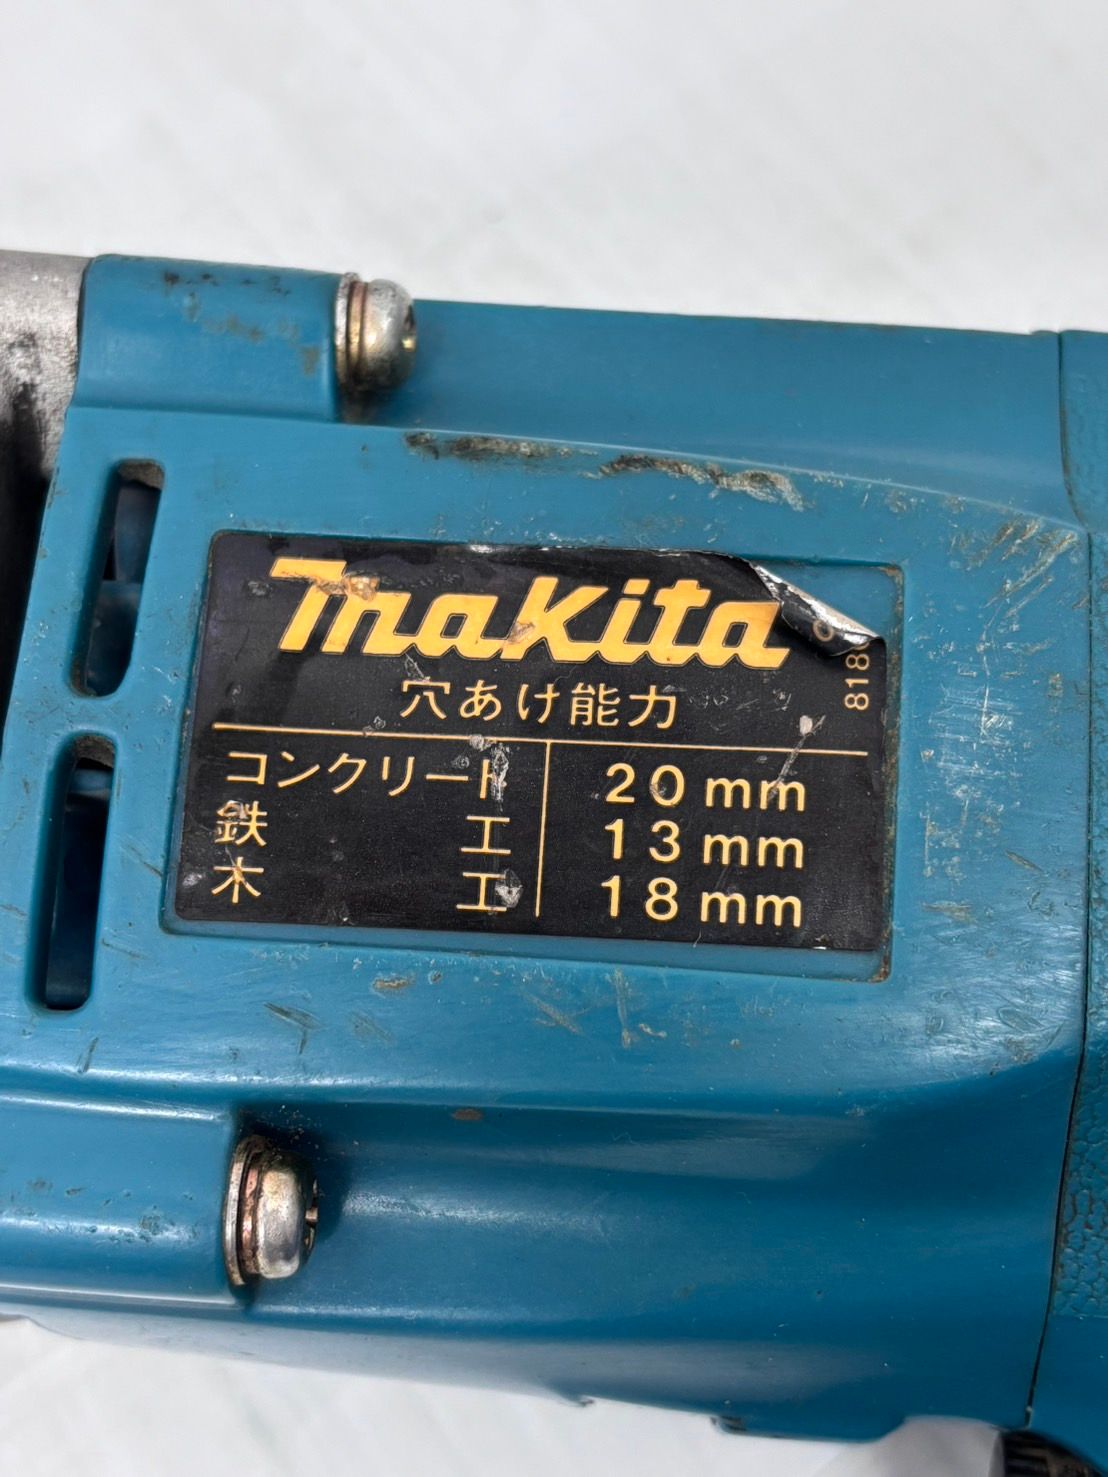 makita
穴あけ能力
コンクリート 20mm
鉄 工 13mm
木 工 18mm
818